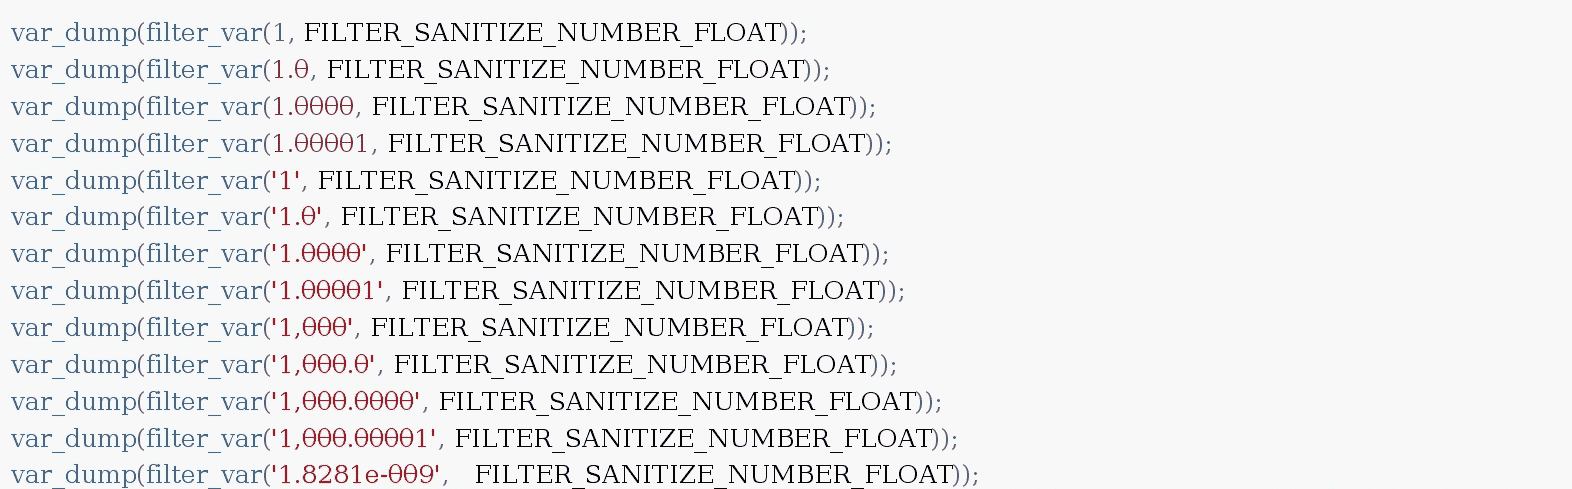 var_dump(filter_var(1, FILTER_SANITIZE_NUMBER_FLOAT));
var_dump(filter_var(1.0, FILTER_SANITIZE_NUMBER_FLOAT));
var_dump(filter_var(1.0000, FILTER_SANITIZE_NUMBER_FLOAT));
var_dump(filter_var(1.00001, FILTER_SANITIZE_NUMBER_FLOAT));
var_dump(filter_var('1', FILTER_SANITIZE_NUMBER_FLOAT));
var_dump(filter_var('1.0', FILTER_SANITIZE_NUMBER_FLOAT));
var_dump(filter_var('1.0000', FILTER_SANITIZE_NUMBER_FLOAT));
var_dump(filter_var('1.00001', FILTER_SANITIZE_NUMBER_FLOAT));
var_dump(filter_var('1,000', FILTER_SANITIZE_NUMBER_FLOAT));
var_dump(filter_var('1,000.0', FILTER_SANITIZE_NUMBER_FLOAT));
var_dump(filter_var('1,000.0000', FILTER_SANITIZE_NUMBER_FLOAT));
var_dump(filter_var('1,000.00001', FILTER_SANITIZE_NUMBER_FLOAT));
var_dump(filter_var('1.8281e-009',   FILTER_SANITIZE_NUMBER_FLOAT));